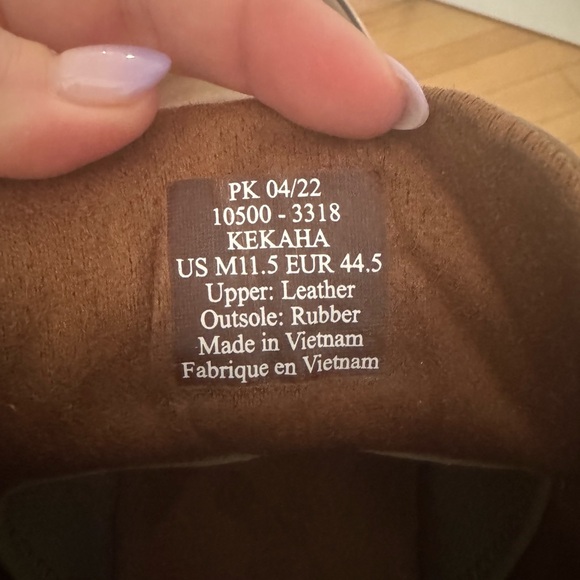 PK 04/22
10500 - 3318
KEKAHA
US M11.5 EUR 44.5
Upper: Leather
Outsole: Rubber
Made in Vietnam
Fabrique en Vietnam